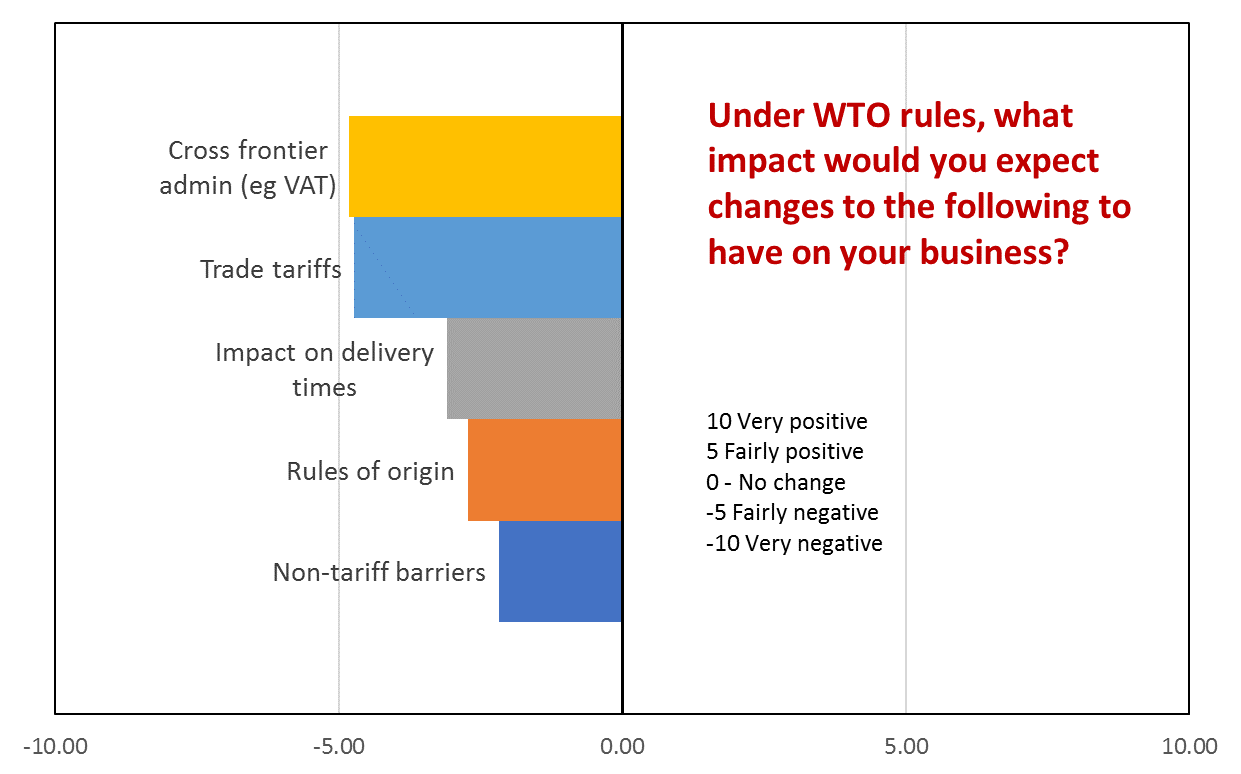 Under WTO rules, what
impact would you expect
changes to the following to
have on your business?
Cross frontier
admin (eg VAT)
Trade tariffs
Impact on delivery
times
Rules of origin
Non-tariff barriers
10 Very positive
5 Fairly positive
0 - No change
-5 Fairly negative
-10 Very negative
-10.00
-5.00
0.00
5.00
10.00